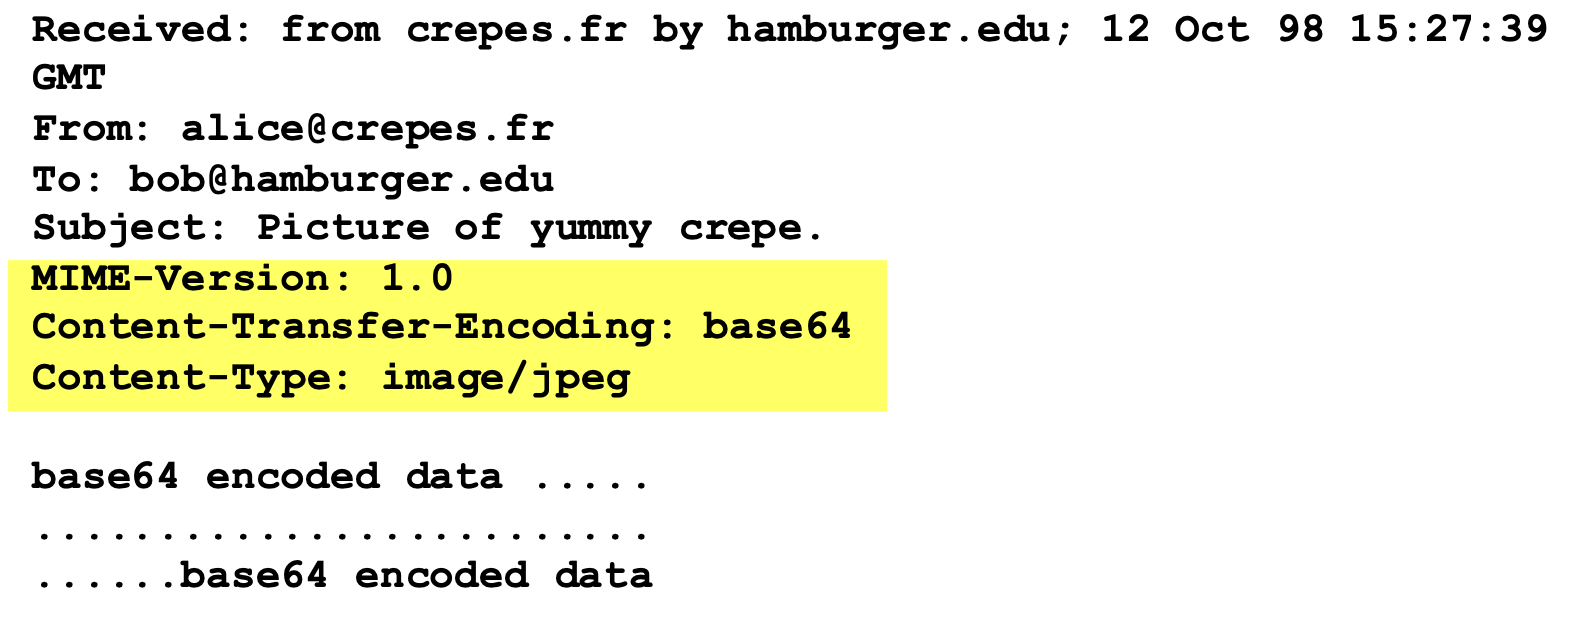 Received: from crepes.fr by hamburger.edu; 12 Oct 98 15:27:39
GMT
From: alice@crepes.fr
To: bob@hamburger.edu
Subject: Picture of yummy crepe.
MIME-Version: 1.0
Content-Transfer-Encoding: base64
Content-Type: image/jpeg

base64 encoded data .....
.........................
......base64 encoded data